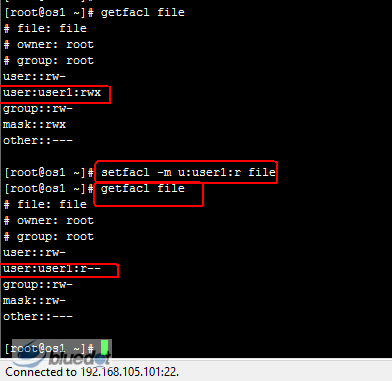 [root@os1 ~]# getfacl file
# file: file
# owner: root
# group: root
user::rw-
user:user1:rwx
group::rw-
mask::rwx
other::---
[root@os1 ~]# setfacl -m u:user1:r file
[root@os1 ~]# getfacl file
# file: file
# owner: root
# group: root
user::rw-
user:user1:r--
group::rw-
mask::rw-
other::---
[root@os1 ~]#
bluedot
Connected to 192.168.105.101:22.